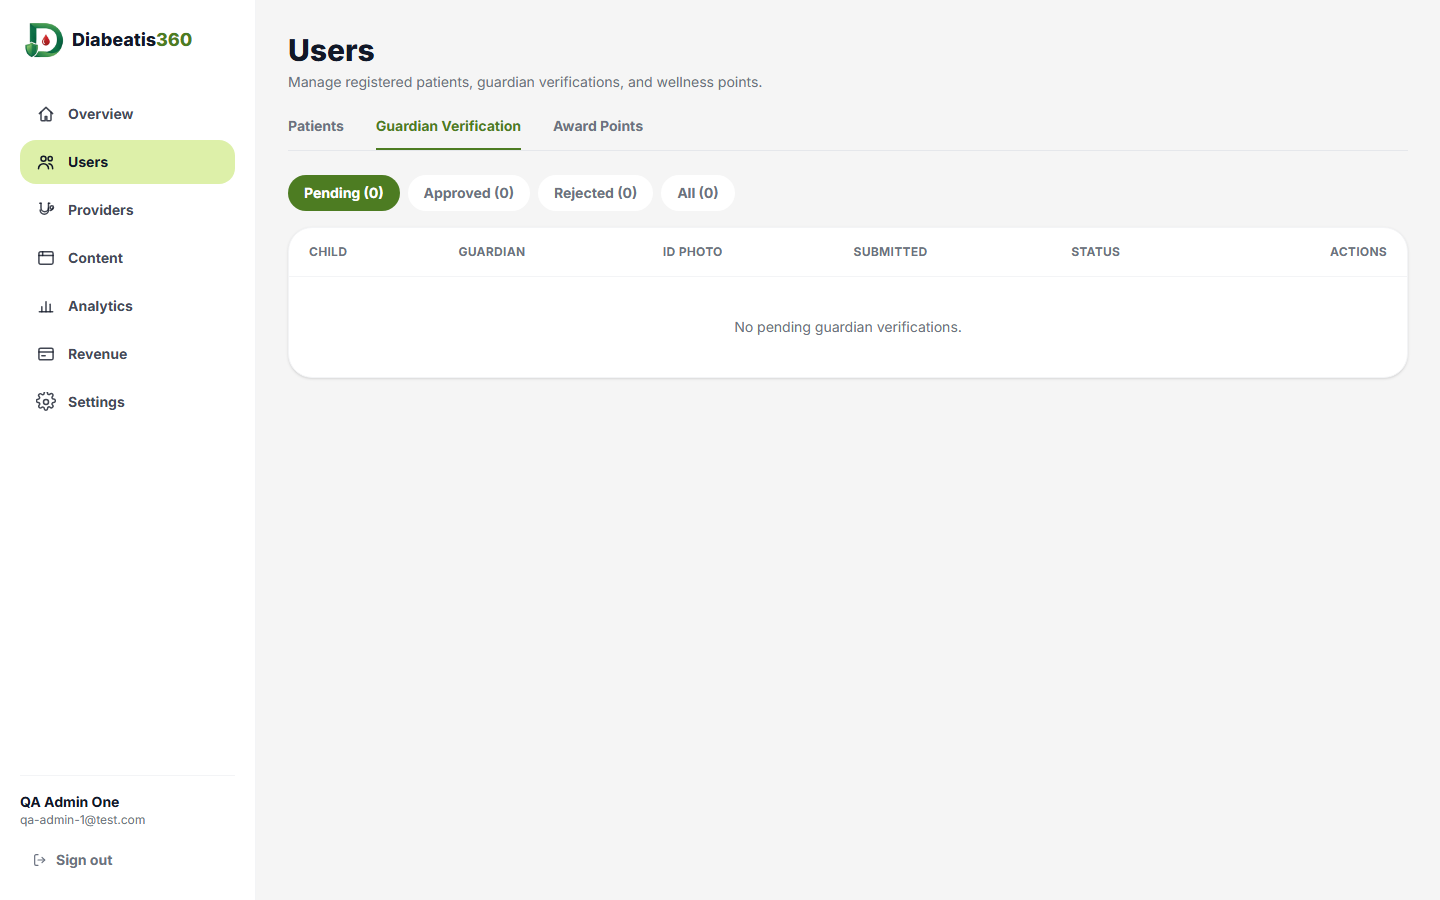 Diabeatis360
Overview
Users
Providers
Content
Analytics
Revenue
Settings
QA Admin One
qa-admin-1@test.com
Sign out
Users
Manage registered patients, guardian verifications, and wellness points.
Patients Guardian Verification Award Points
Pending (0) Approved (0) Rejected (0) All (0)
CHILD GUARDIAN ID PHOTO SUBMITTED STATUS ACTIONS
No pending guardian verifications.